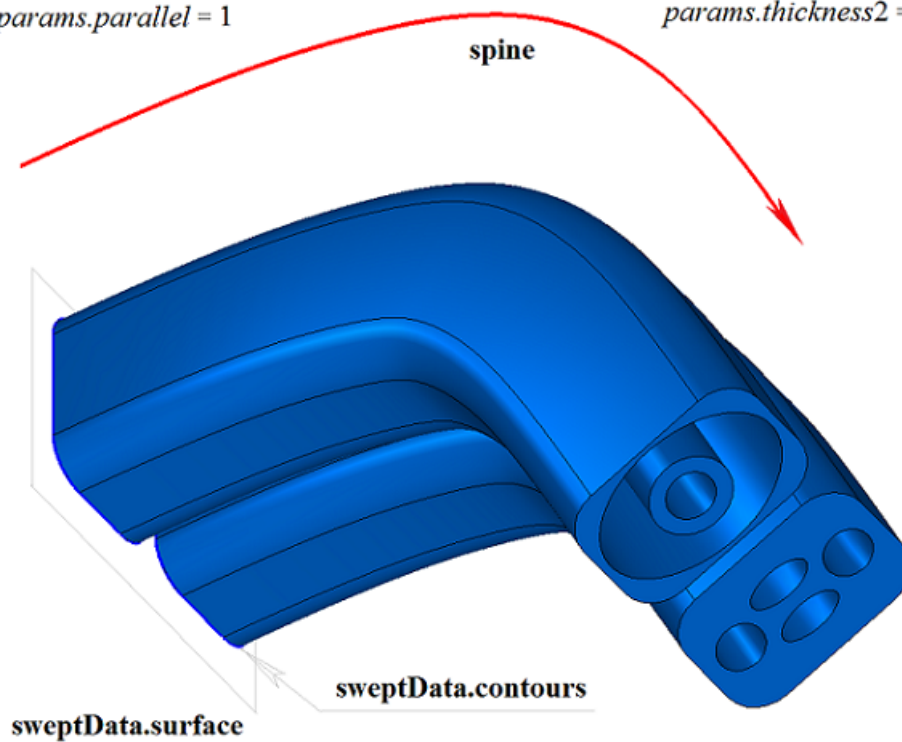 params.parallel = 1
params.thickness2 =
spine
sweptData.contours
sweptData.surface